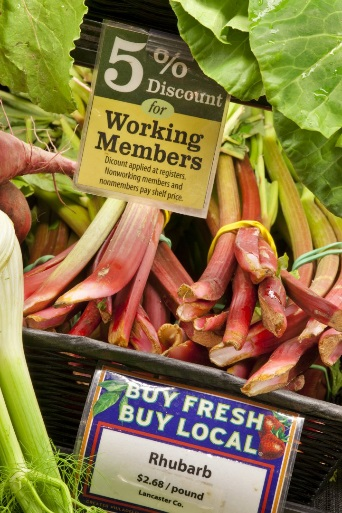 5% Discount
for
Working
Members
Discount applied at registers.
Nonworking members and
nonmembers pay shelf price.
BUY FRESH
BUY LOCAL
Rhubarb
$2.68 / pound
Lancaster Co.